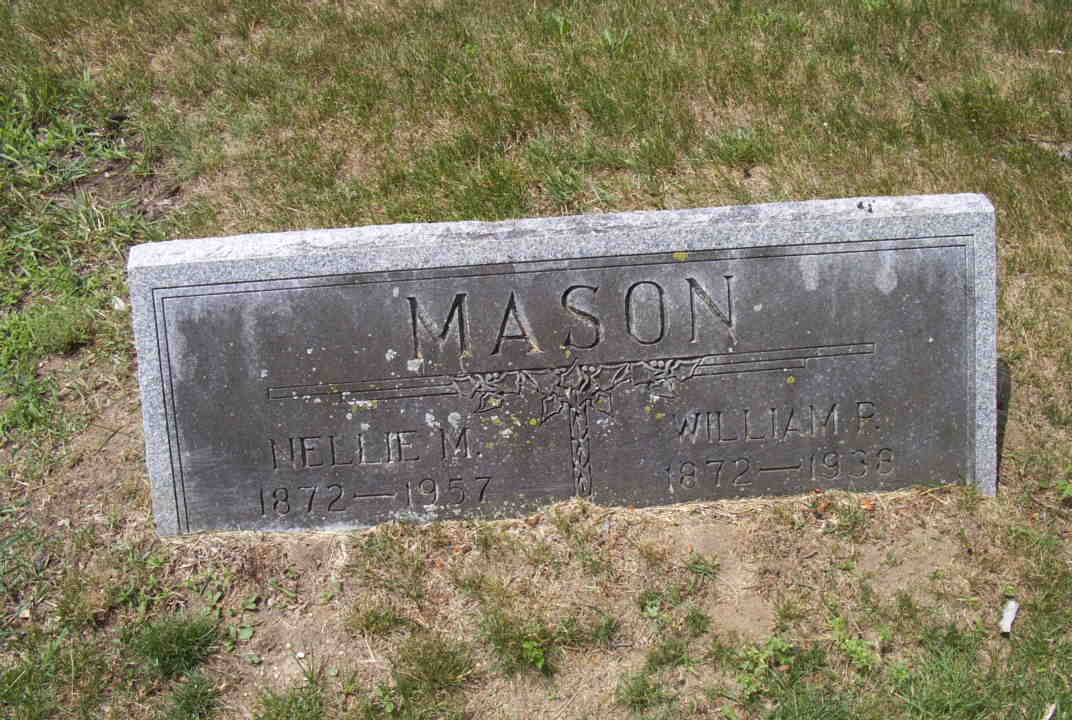 MASON
NELLIE M.
1872—1957
WILLIAM P.
1872—1938